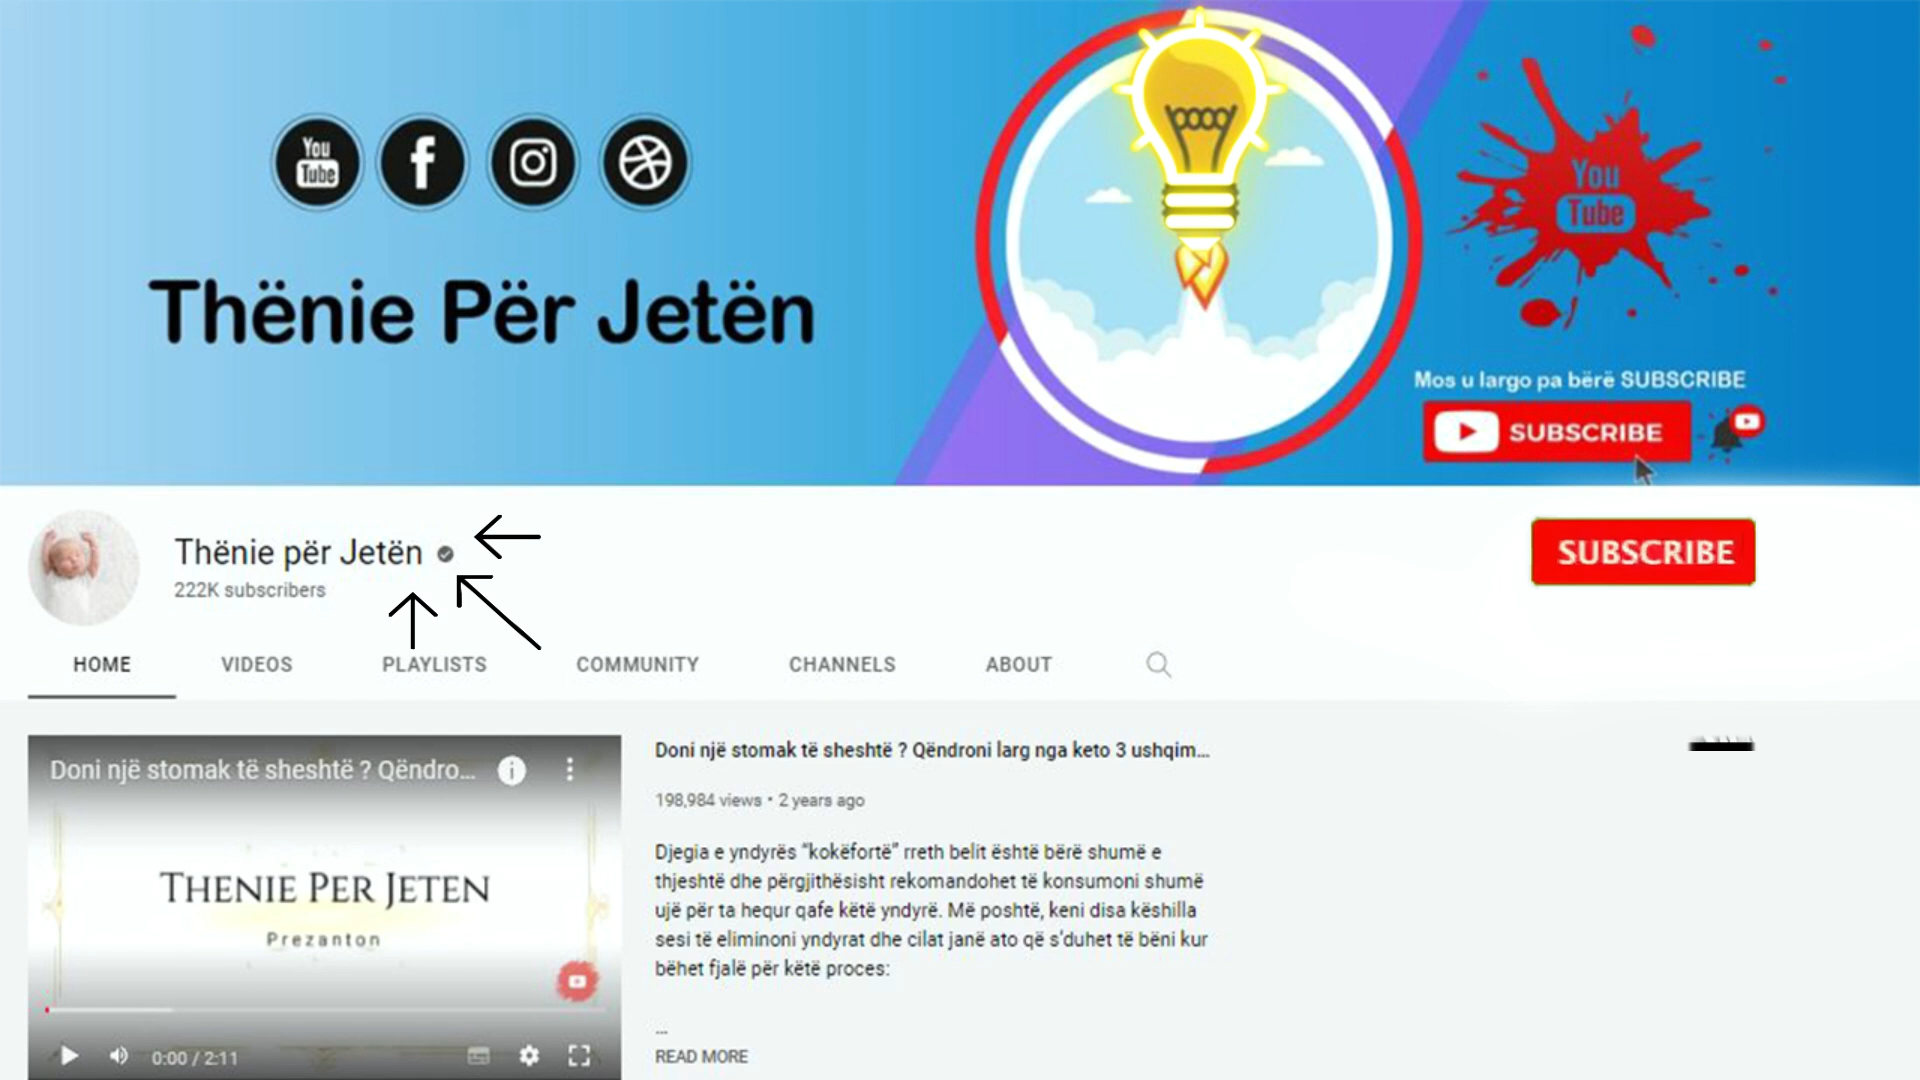 You
Tube
Thënie Për Jetën
You
Tube
Mos u largo pa bërë SUBSCRIBE
SUBSCRIBE
Thënie për Jetën
222K subscribers
SUBSCRIBE
HOME VIDEOS PLAYLISTS COMMUNITY CHANNELS ABOUT
Doni një stomak të sheshtë ? Qëndro...
THENIE PER JETEN
Prezanton
0:00 / 2:11
Doni një stomak të sheshtë ? Qëndroni larg nga keto 3 ushqim...
198,984 views • 2 years ago
Djegia e yndyrës “kokëfortë” rreth belit është bërë shumë e
thjeshtë dhe përgjithësisht rekomandohet të konsumoni shumë
ujë për ta hequr qafe këtë yndyrë. Më poshtë, keni disa këshilla
sesi të eliminoni yndyrat dhe cilat janë ato që s'duhet të bëni kur
bëhet fjalë për këtë proces:
...
READ MORE